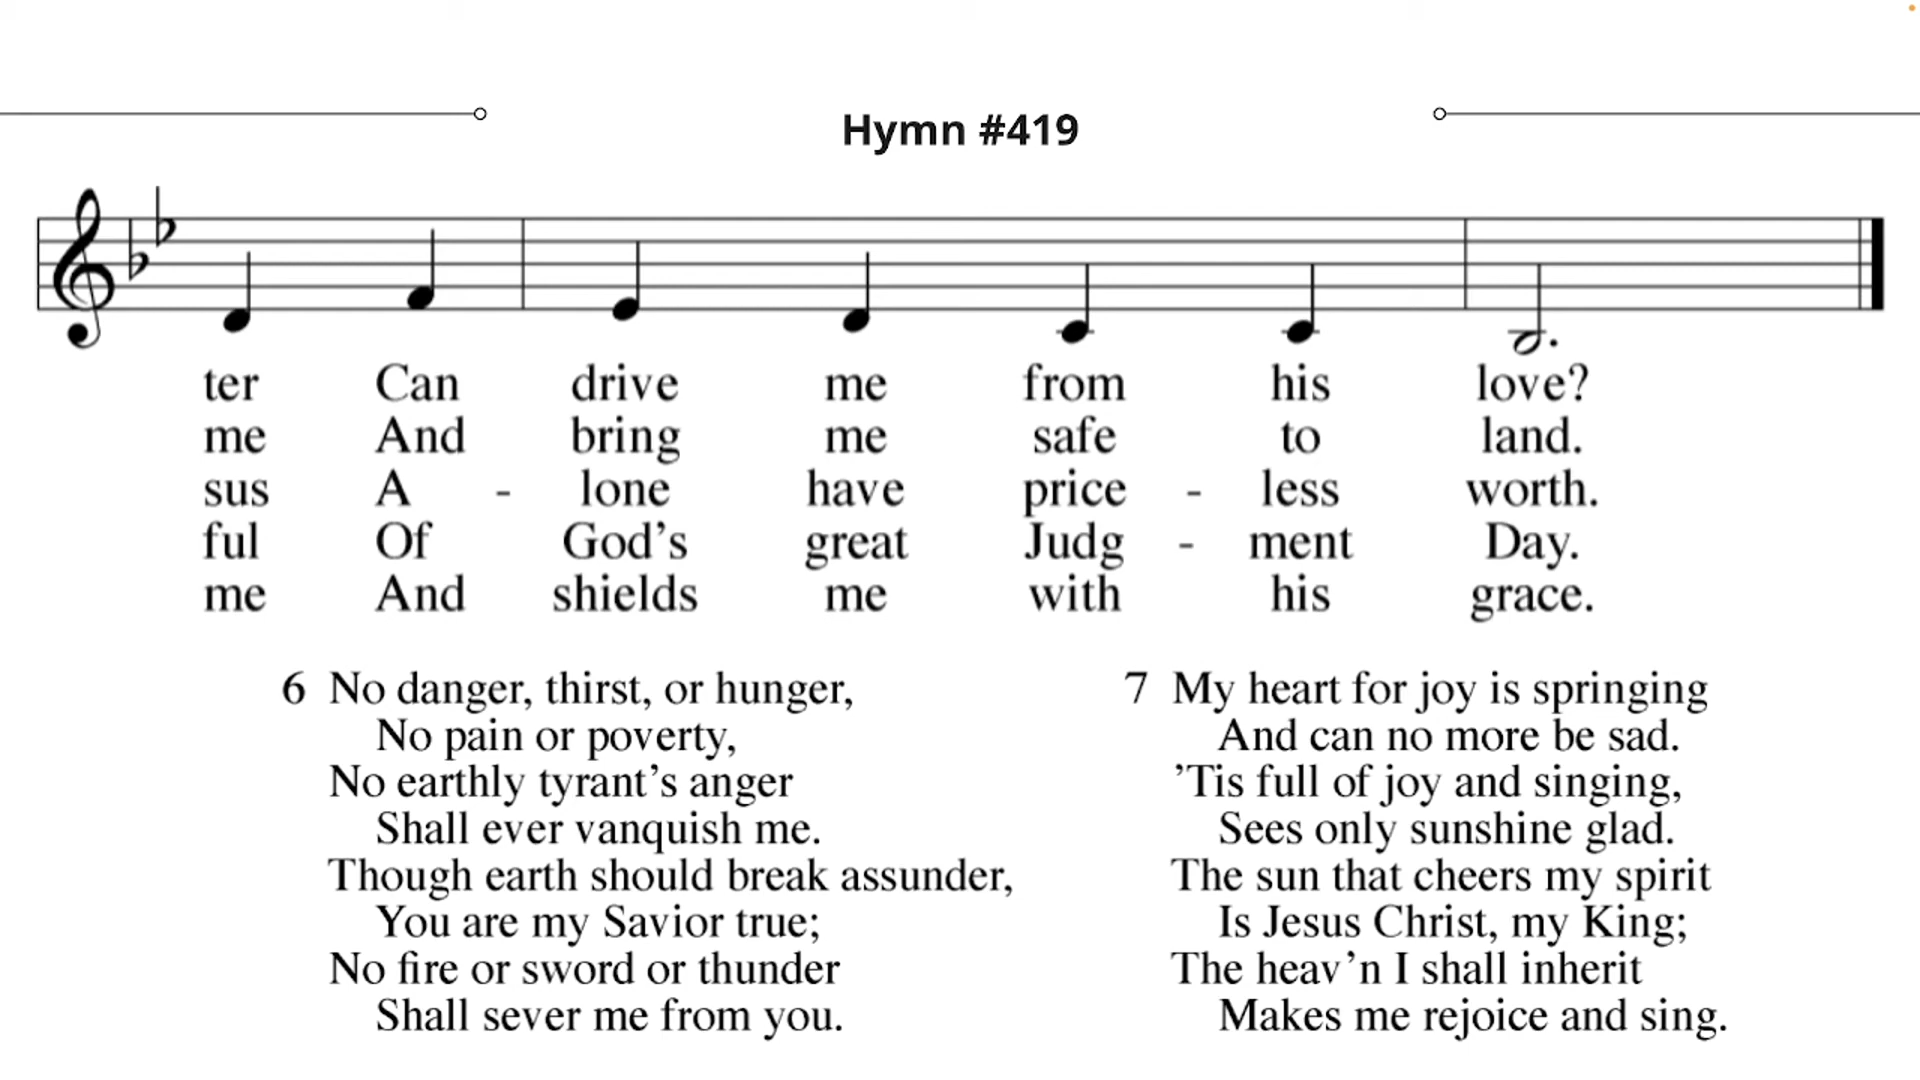 Hymn #419
ter Can drive me from his love?
me And bring me safe to land.
sus A - lone have price - less worth.
ful Of God's great Judg - ment Day.
me And shields me with his grace.
6 No danger, thirst, or hunger,
No pain or poverty,
No earthly tyrant's anger
Shall ever vanquish me.
Though earth should break assunder,
You are my Savior true;
No fire or sword or thunder
Shall sever me from you.
7 My heart for joy is springing
And can no more be sad.
'Tis full of joy and singing,
Sees only sunshine glad.
The sun that cheers my spirit
Is Jesus Christ, my King;
The heav'n I shall inherit
Makes me rejoice and sing.